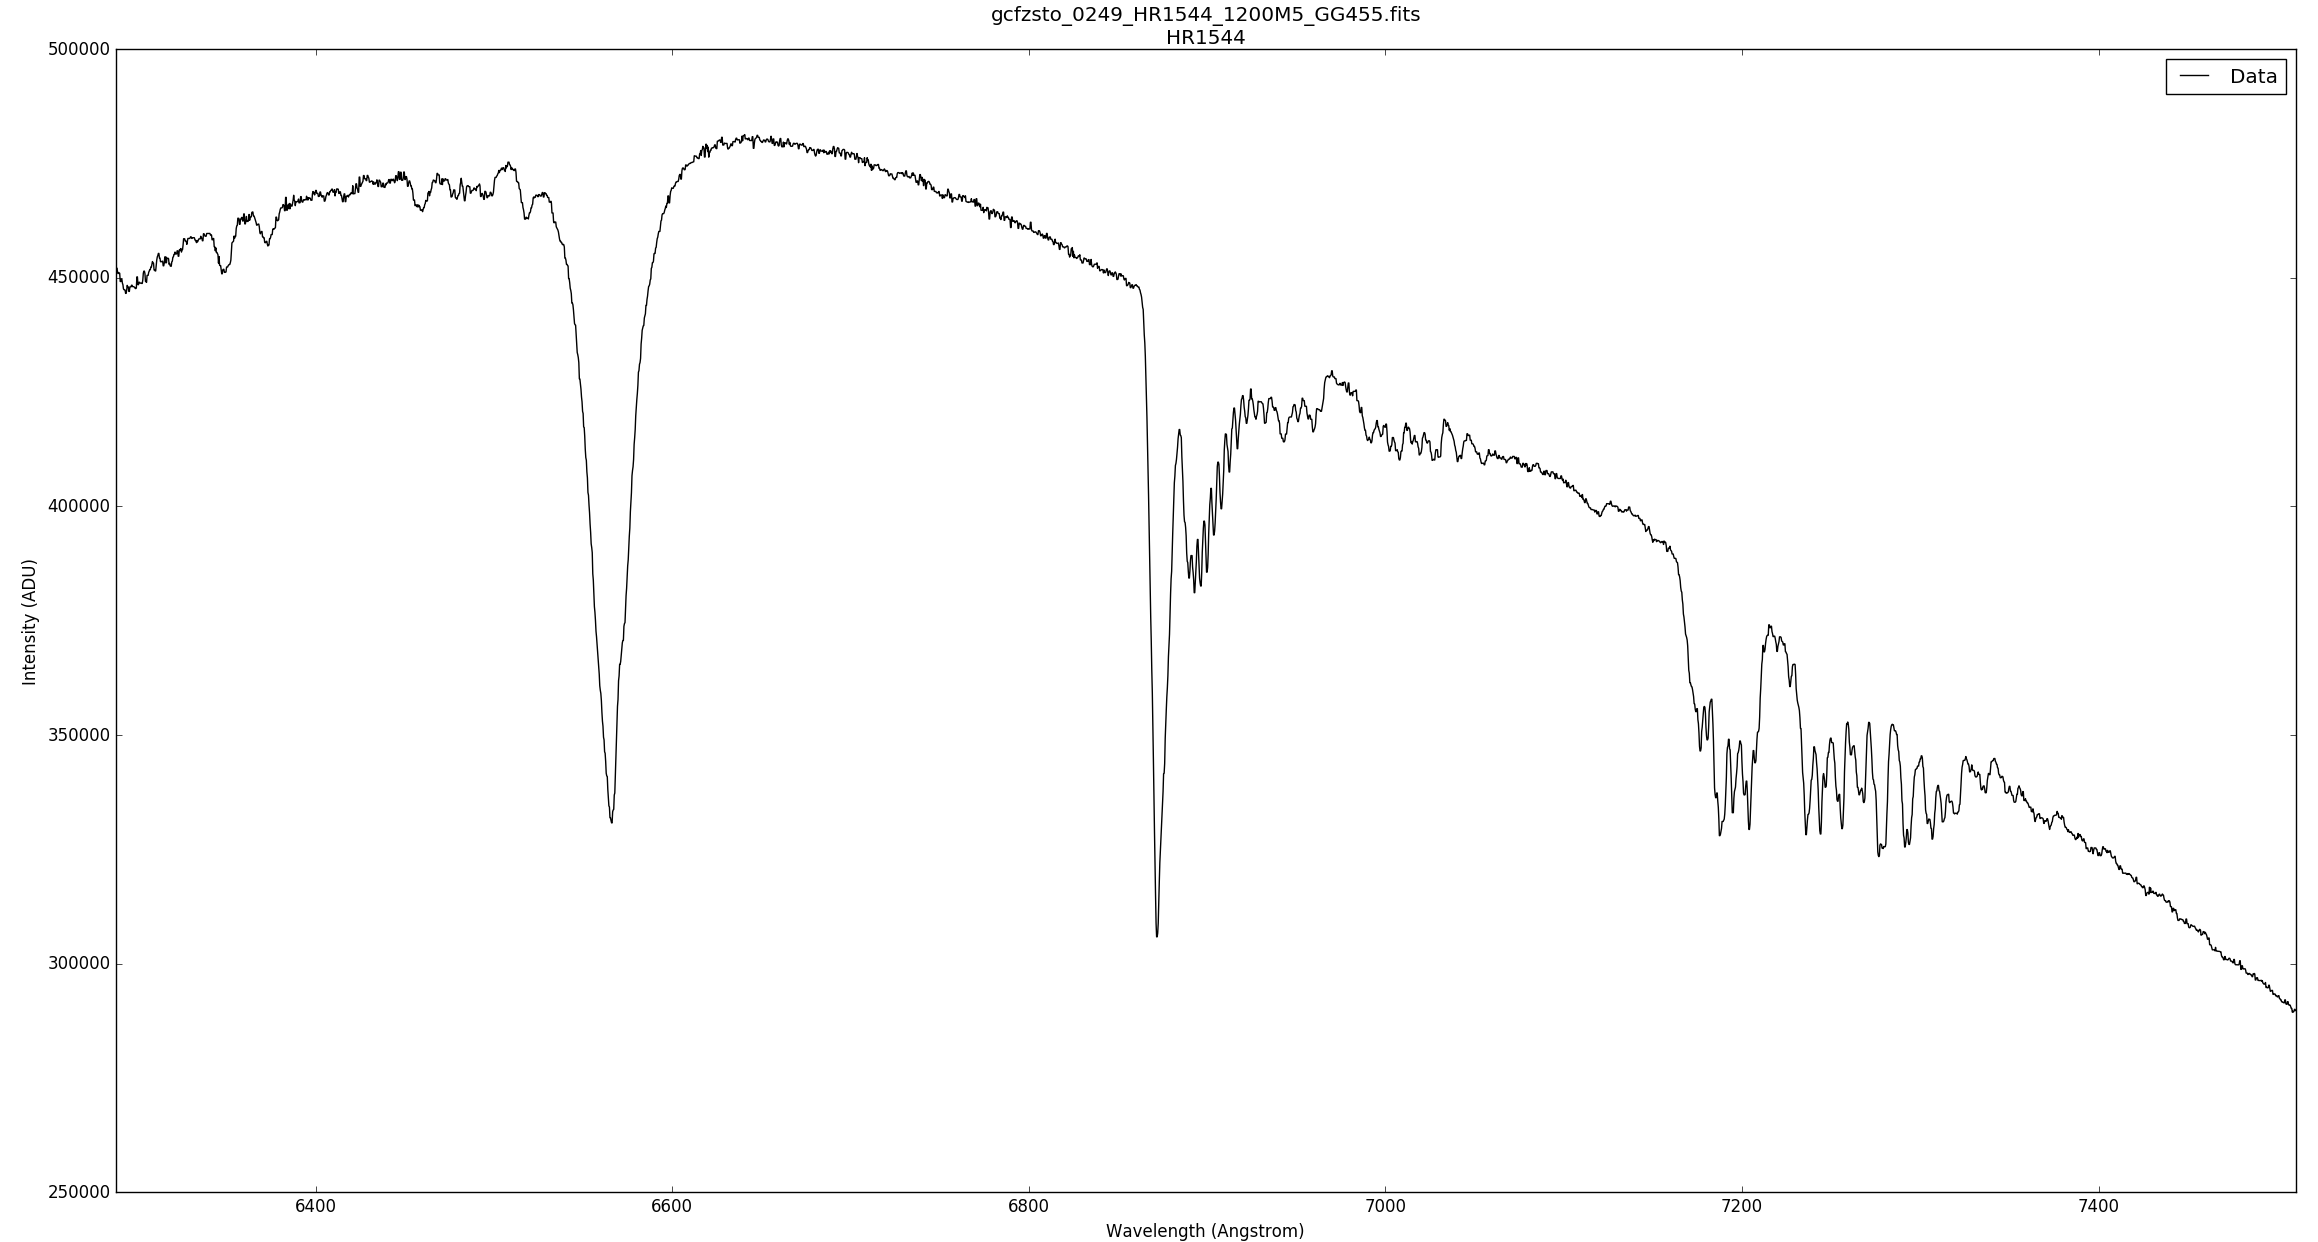 gcfzsto_0249_HR1544_1200M5_GG455.fits
HR1544
Data
500000
450000
400000
350000
300000
250000
Intensity (ADU)
6400
6600
6800
7000
7200
7400
Wavelength (Angstrom)